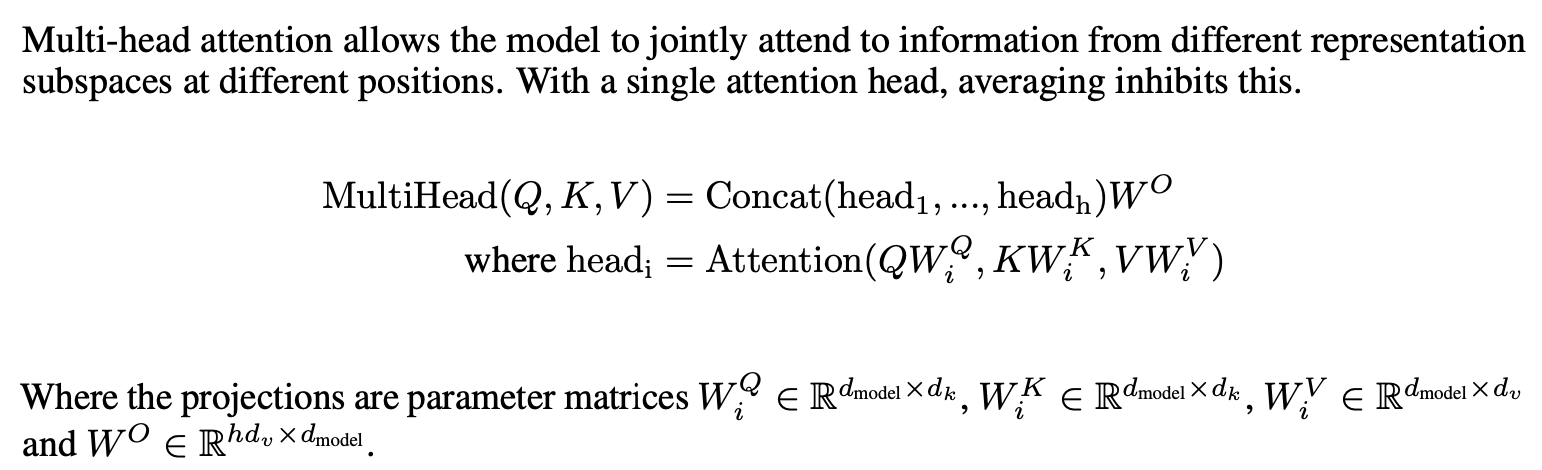 Multi-head attention allows the model to jointly attend to information from different representation
subspaces at different positions. With a single attention head, averaging inhibits this.
MultiHead(Q, K, V) = Concat(head₁, ..., headₕ)W^O
where headᵢ = Attention(QW_i^Q, KW_i^K, VW_i^V)
Where the projections are parameter matrices W_i^Q ∈ ℝ^{d_model×d_k}, W_i^K ∈ ℝ^{d_model×d_k}, W_i^V ∈ ℝ^{d_model×d_v}
and W^O ∈ ℝ^{hd_v×d_model}.